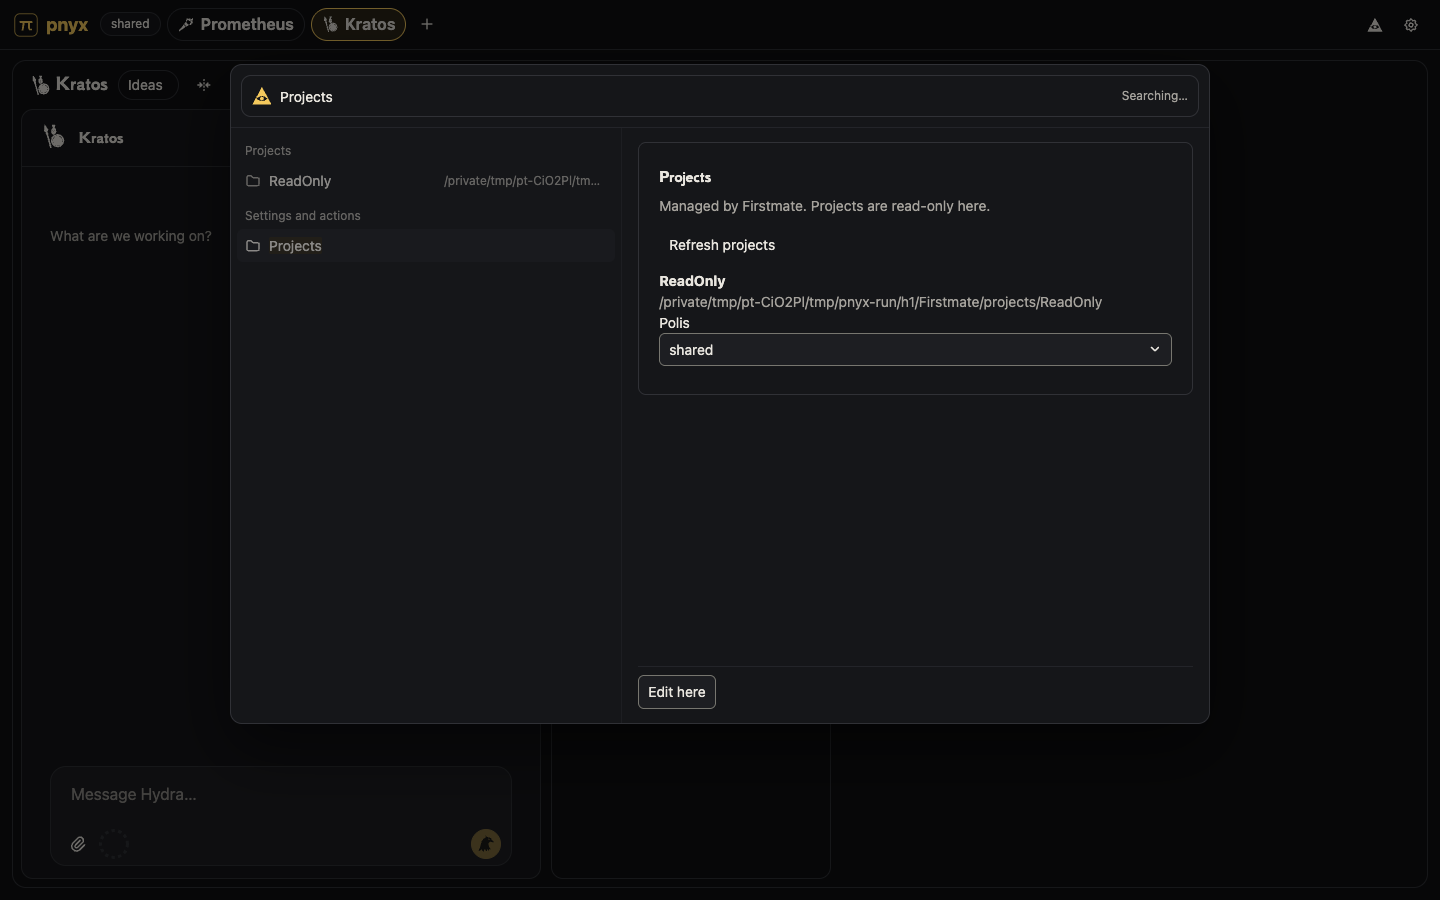 π pnyx shared Prometheus Kratos +
Kratos Ideas
Kratos
What are we working on?
Message Hydra...
Projects Searching...
Projects
ReadOnly /private/tmp/pt-CiO2Pl/tm...
Settings and actions
Projects
Projects
Managed by Firstmate. Projects are read-only here.
Refresh projects
ReadOnly
/private/tmp/pt-CiO2Pl/tmp/pnyx-run/h1/Firstmate/projects/ReadOnly
Polis
shared
Edit here